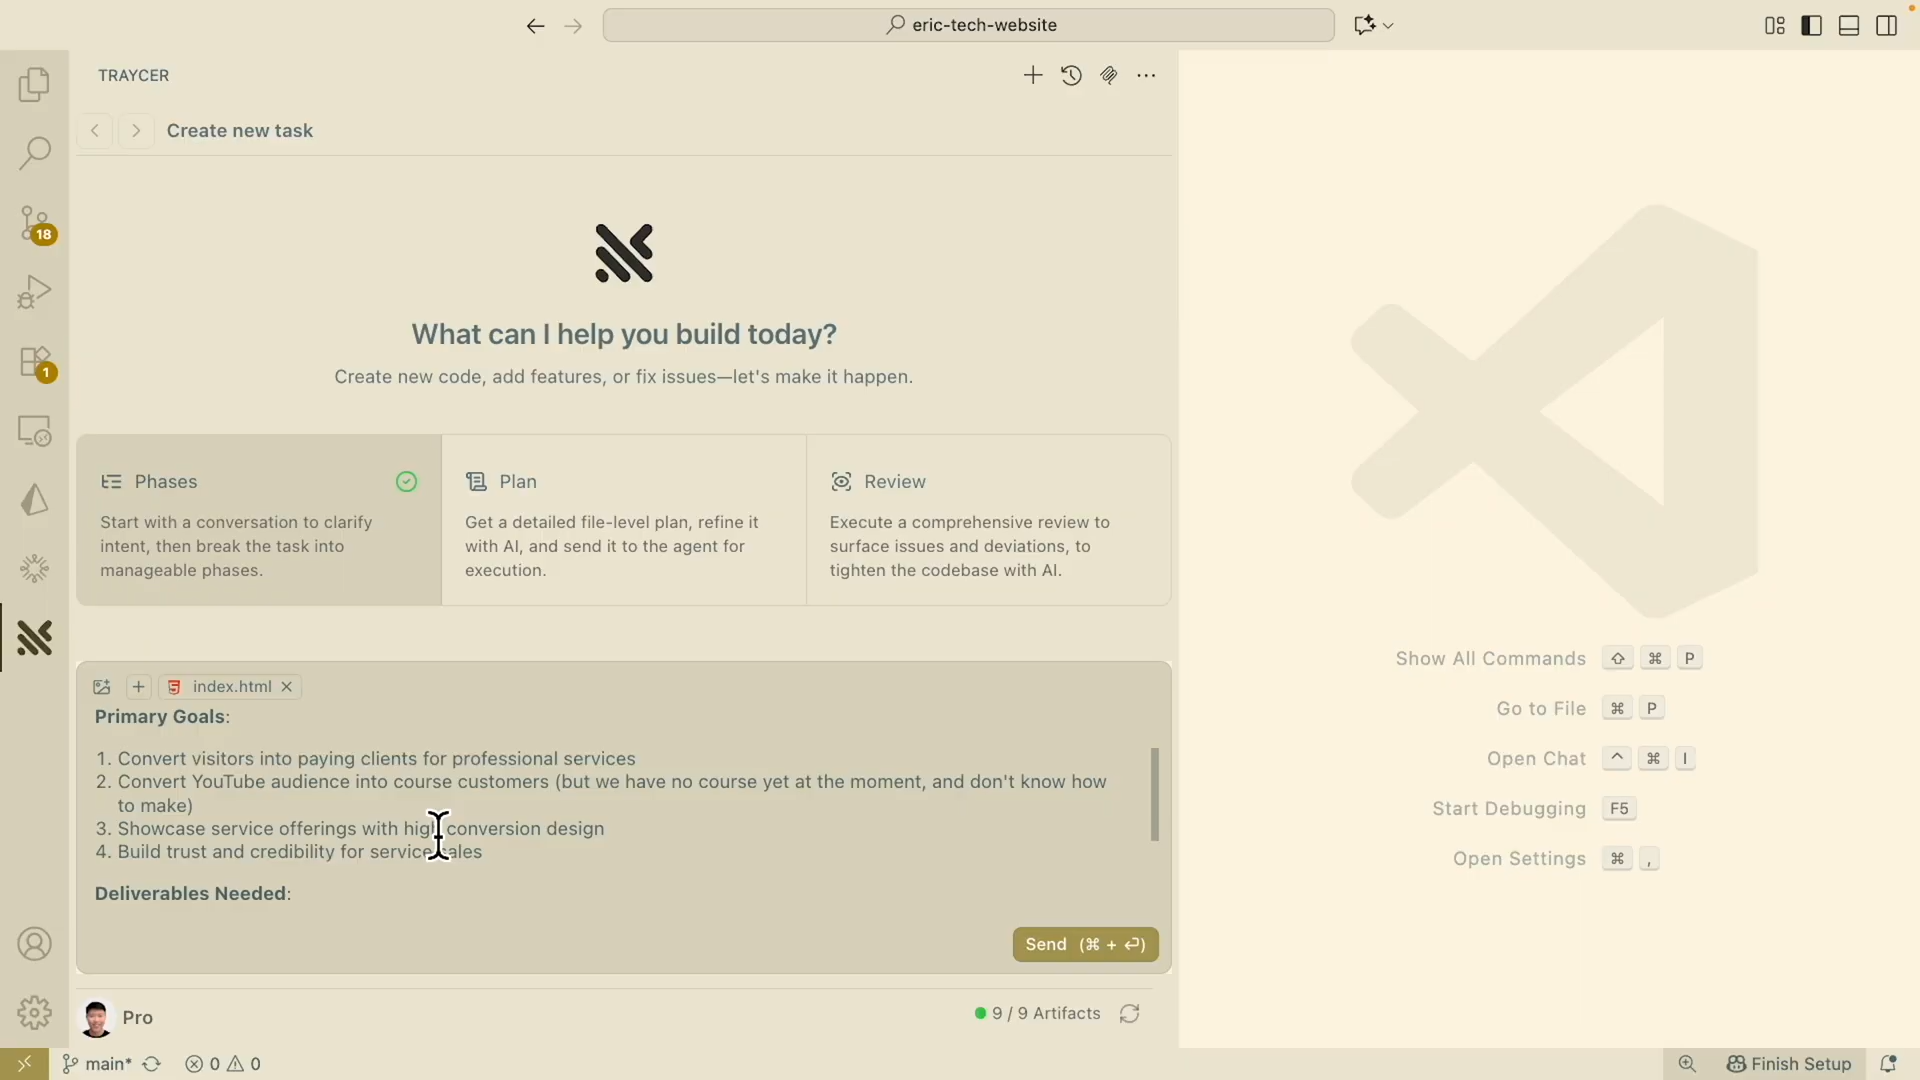 eric-tech-website
TRAYCER
Create new task
18
1
What can I help you build today?
Create new code, add features, or fix issues—let's make it happen.
Phases
Start with a conversation to clarify
intent, then break the task into
manageable phases.
Plan
Get a detailed file-level plan, refine it
with AI, and send it to the agent for
execution.
Review
Execute a comprehensive review to
surface issues and deviations, to
tighten the codebase with AI.
index.html
Primary Goals:
1. Convert visitors into paying clients for professional services
2. Convert YouTube audience into course customers (but we have no course yet at the moment, and don't know how
to make)
3. Showcase service offerings with high conversion design
4. Build trust and credibility for service sales
Deliverables Needed:
Send (⌘ + ⏎)
Pro
9 / 9 Artifacts
Show All Commands ⇧ ⌘ P
Go to File ⌘ P
Open Chat ^ ⌘ I
Start Debugging F5
Open Settings ⌘ ,
main* 0 0
Finish Setup